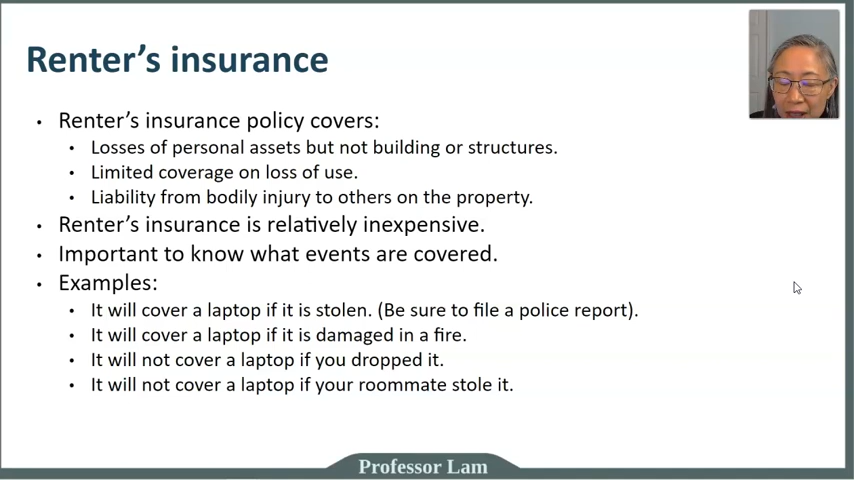 Renter's insurance
• Renter's insurance policy covers:
• Losses of personal assets but not building or structures.
• Limited coverage on loss of use.
• Liability from bodily injury to others on the property.
• Renter's insurance is relatively inexpensive.
• Important to know what events are covered.
• Examples:
• It will cover a laptop if it is stolen. (Be sure to file a police report).
• It will cover a laptop if it is damaged in a fire.
• It will not cover a laptop if you dropped it.
• It will not cover a laptop if your roommate stole it.
Professor Lam